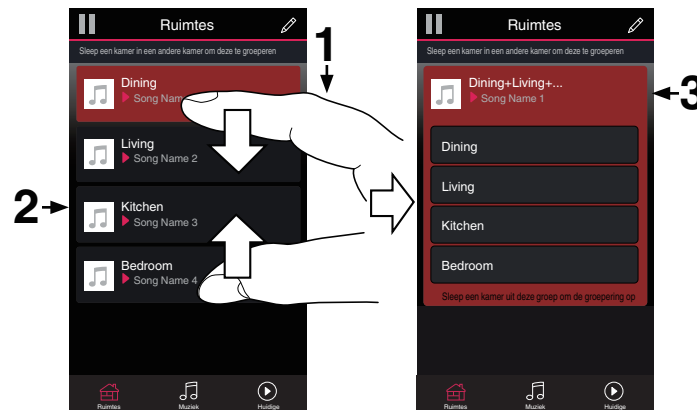 Ruimtes
Sleep een kamer in een andere kamer om deze te groeperen
Dining
Song Nam
Living
Song Name 2
Kitchen
Song Name 3
Bedroom
Song Name 4
Ruimtes
Muziek
Huidige
1
2
Ruimtes
Sleep een kamer in een andere kamer om deze te groeperen
Dining+Living+...
Song Name 1
Dining
Living
Kitchen
Bedroom
Sleep een kamer uit deze groep om de groepering op
Ruimtes
Muziek
Huidige
3